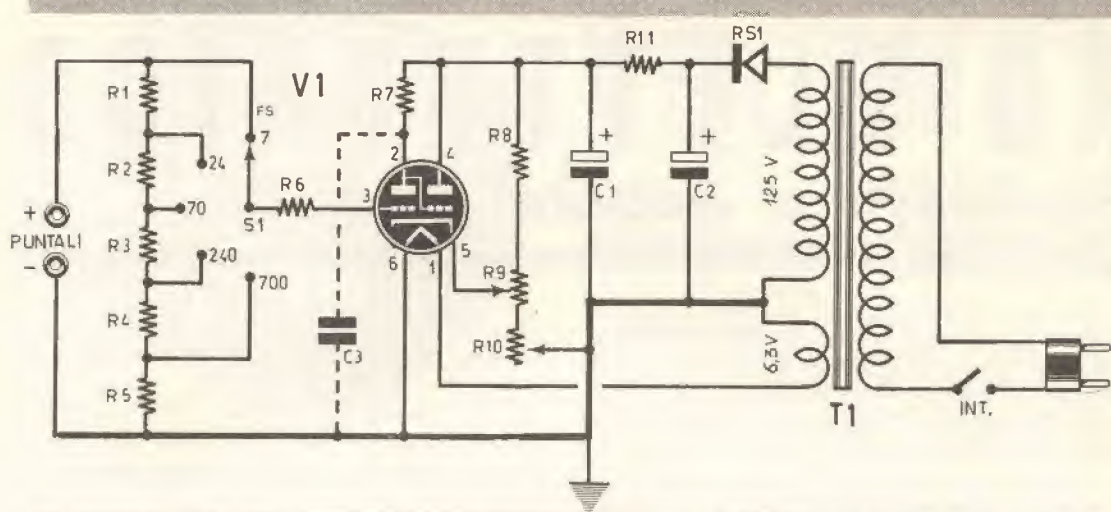 R11
RS1
V1
R7
R1
FS
7
R8
2
4
24
R2
R6
125 V
+
+
3
C1
C2
70
S1
+
PUNTALI
-
R3
5
R9
240
6
1
700
R4
R10
6,3V
C3
R5
T1
INT.